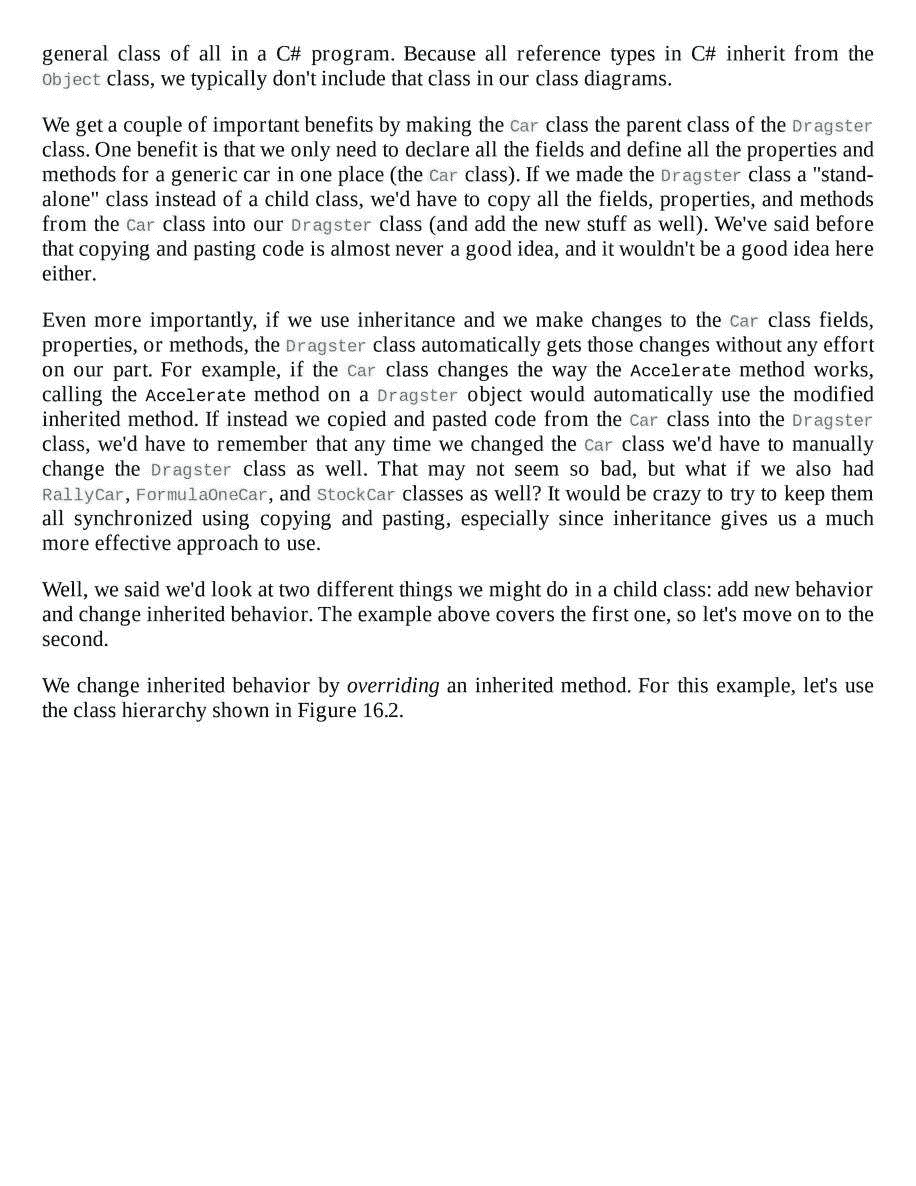 general class of all in a C# program. Because all reference types in C# inherit from the
Object class, we typically don't include that class in our class diagrams.
We get a couple of important benefits by making the Car class the parent class of the Dragster
class. One benefit is that we only need to declare all the fields and define all the properties and
methods for a generic car in one place (the Car class). If we made the Dragster class a "stand-
alone" class instead of a child class, we'd have to copy all the fields, properties, and methods
from the Car class into our Dragster class (and add the new stuff as well). We've said before
that copying and pasting code is almost never a good idea, and it wouldn't be a good idea here
either.
Even more importantly, if we use inheritance and we make changes to the Car class fields,
properties, or methods, the Dragster class automatically gets those changes without any effort
on our part. For example, if the Car class changes the way the Accelerate method works,
calling the Accelerate method on a Dragster object would automatically use the modified
inherited method. If instead we copied and pasted code from the Car class into the Dragster
class, we'd have to remember that any time we changed the Car class we'd have to manually
change the Dragster class as well. That may not seem so bad, but what if we also had
RallyCar, FormulaOneCar, and StockCar classes as well? It would be crazy to try to keep them
all synchronized using copying and pasting, especially since inheritance gives us a much
more effective approach to use.
Well, we said we'd look at two different things we might do in a child class: add new behavior
and change inherited behavior. The example above covers the first one, so let's move on to the
second.
We change inherited behavior by overriding an inherited method. For this example, let's use
the class hierarchy shown in Figure 16.2.